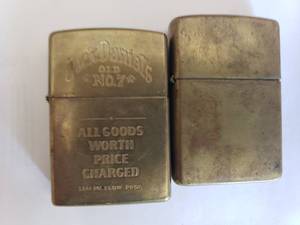 Jack Daniel's
OLD
NO. 7
ALL GOODS
WORTH
PRICE
CHARGED